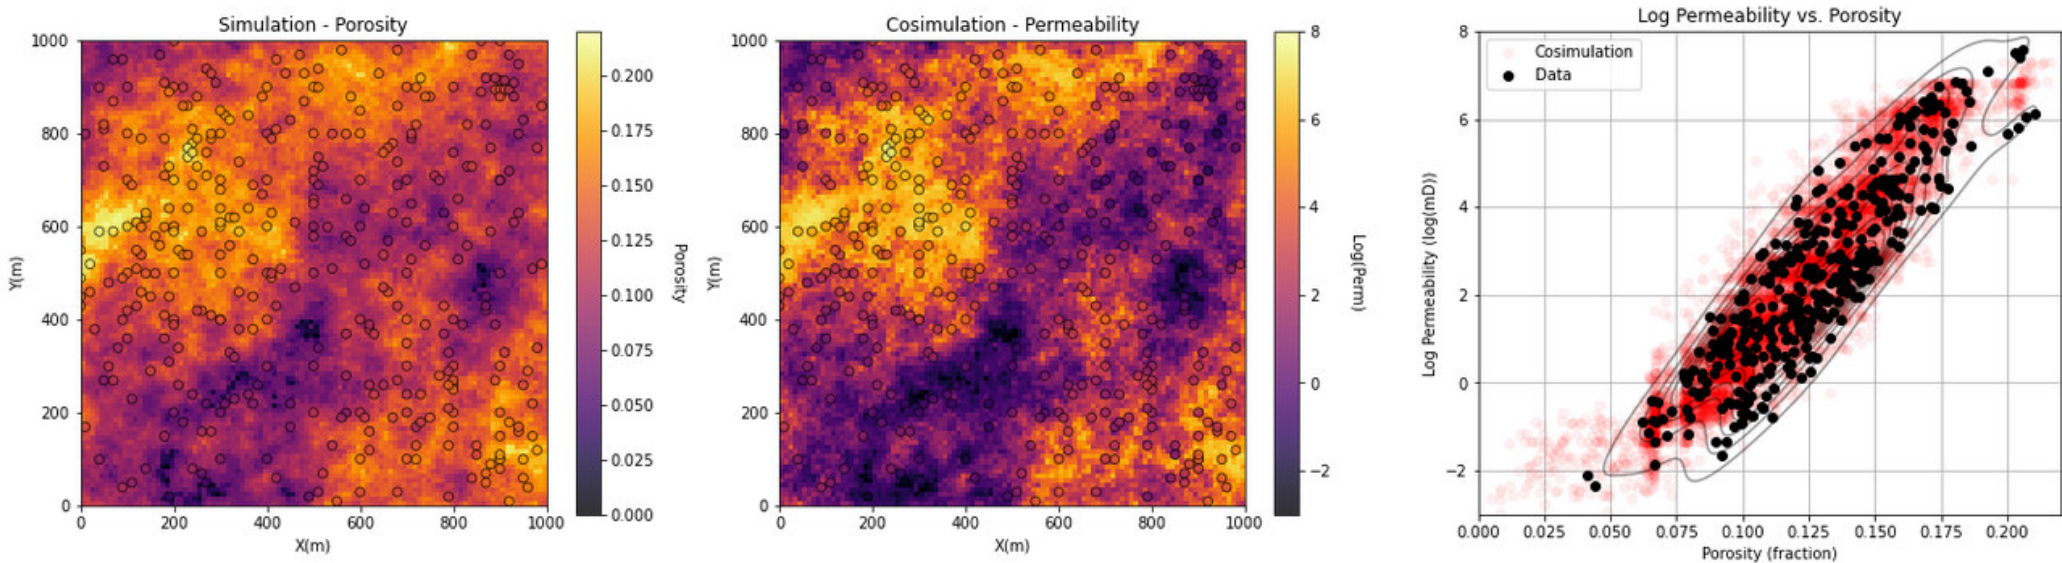 Simulation - Porosity
1000
800
600
400
200
0
Y(m)
0 200 400 600 800 1000
X(m)
0.200
0.175
0.150
0.125
0.100
0.075
0.050
0.025
0.000
Porosity
Cosimulation - Permeability
1000
800
600
400
200
0
Y(m)
0 200 400 600 800 1000
X(m)
8
6
4
2
0
−2
Log(Perm)
Log Permeability vs. Porosity
Cosimulation
Data
8
6
4
2
0
−2
Log Permeability (log(mD))
0.000 0.025 0.050 0.075 0.100 0.125 0.150 0.175 0.200
Porosity (fraction)